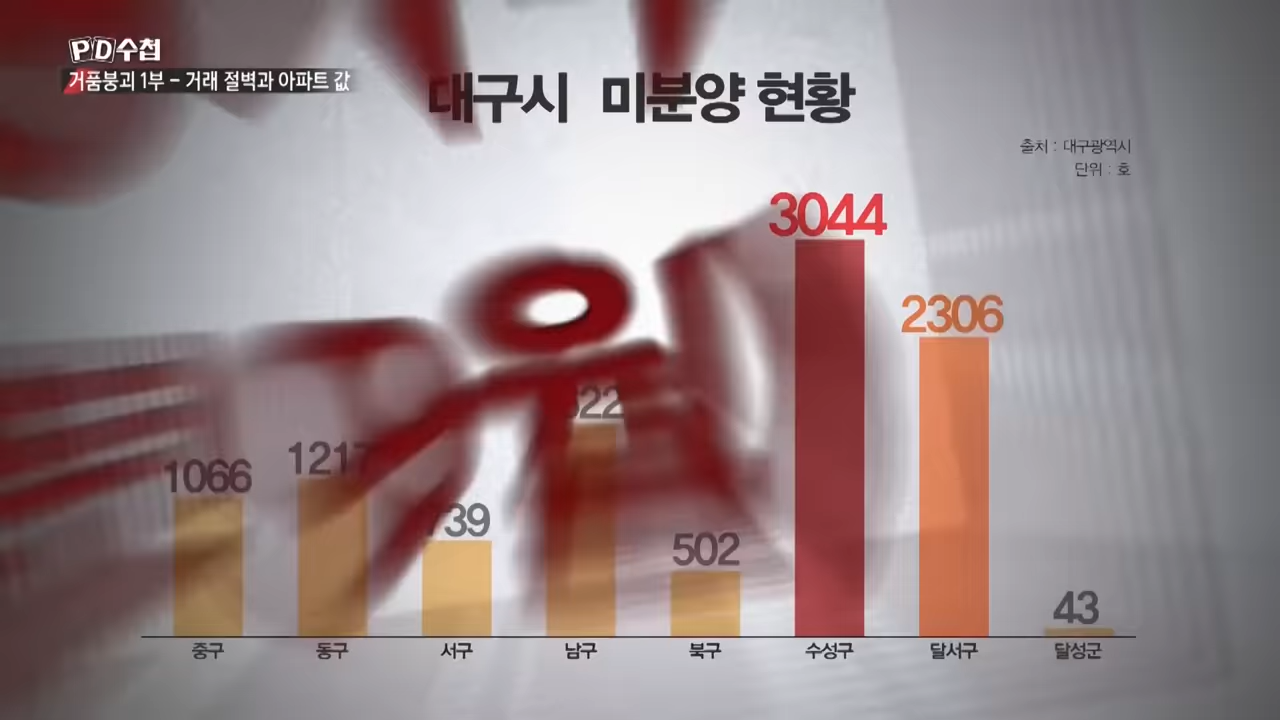 PD수첩
거품붕괴 1부 - 거래 절벽과 아파트 값
대구시 미분양 현황
출처 : 대구광역시
단위 : 호
3044
2306
1066
1217
739
502
43
중구 동구 서구 남구 북구 수성구 달서구 달성군